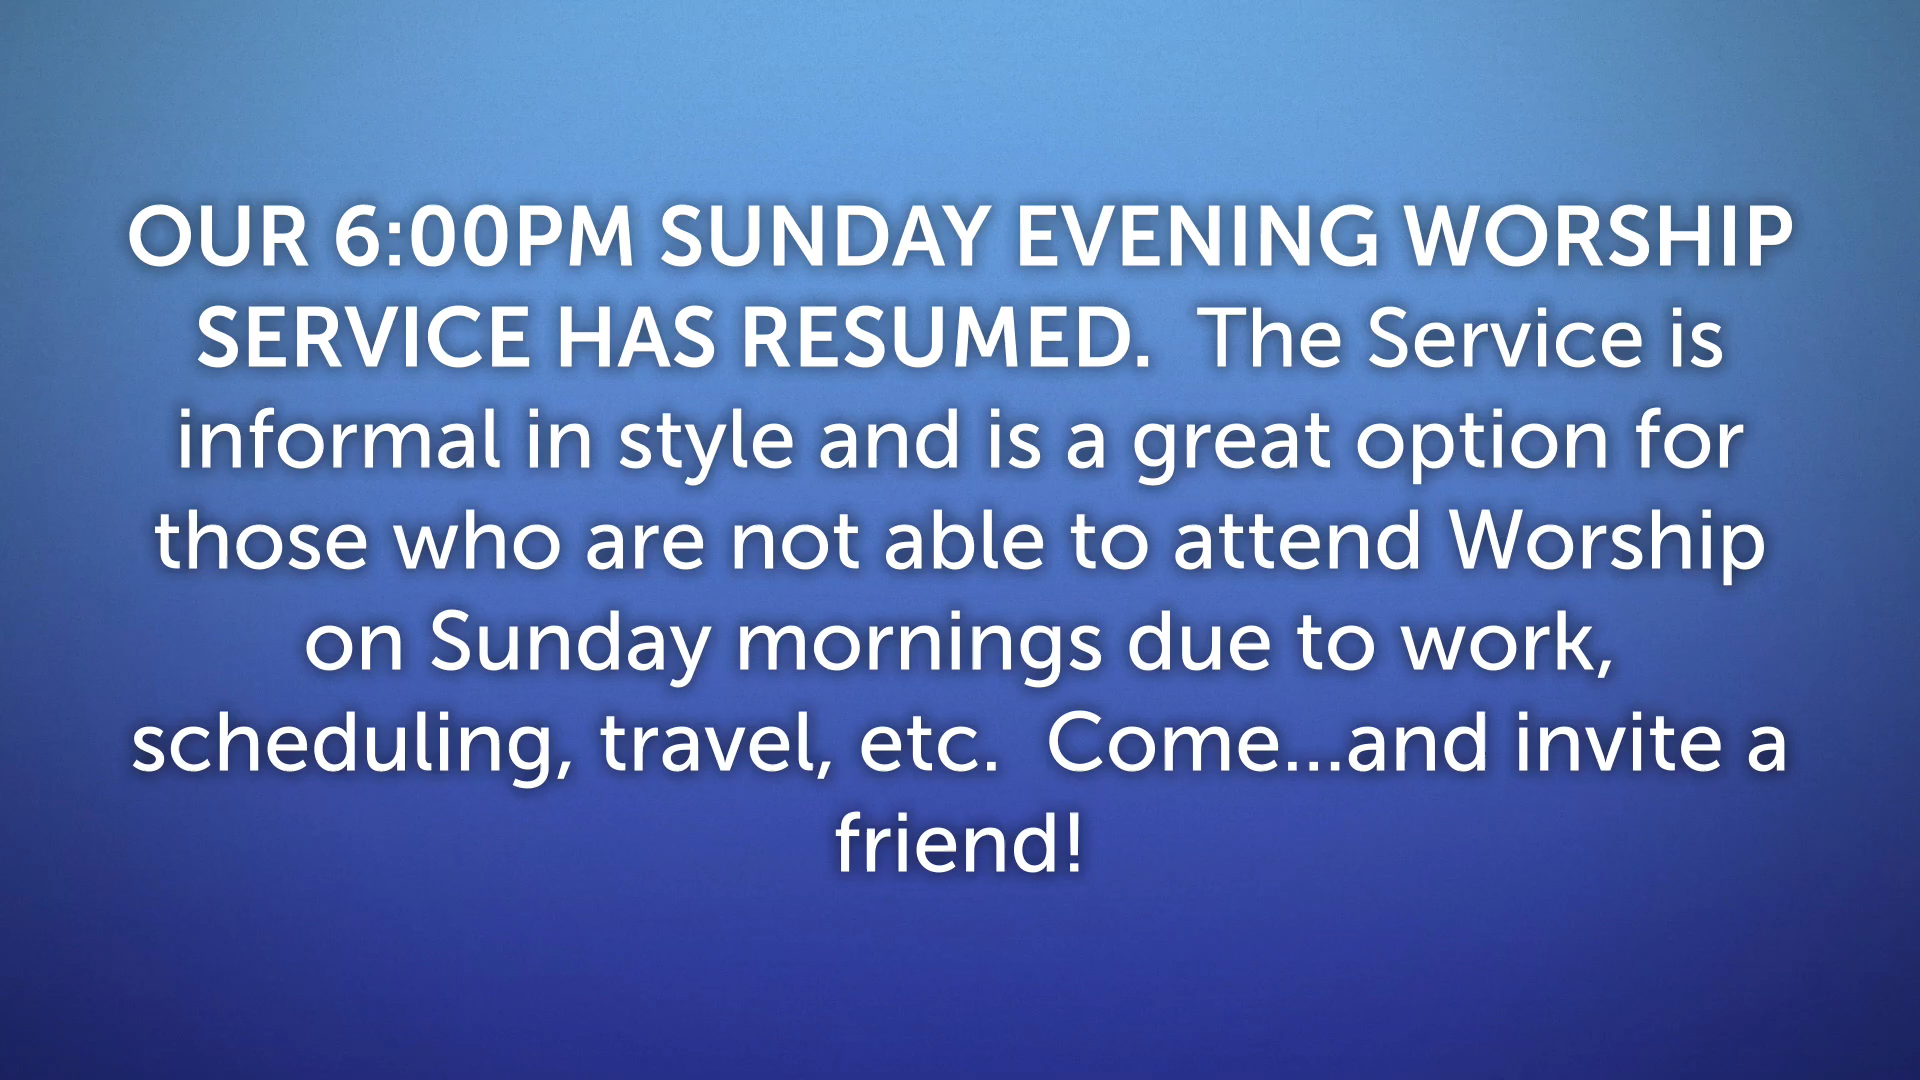 OUR 6:00PM SUNDAY EVENING WORSHIP
SERVICE HAS RESUMED.  The Service is
informal in style and is a great option for
those who are not able to attend Worship
on Sunday mornings due to work,
scheduling, travel, etc.  Come...and invite a
friend!